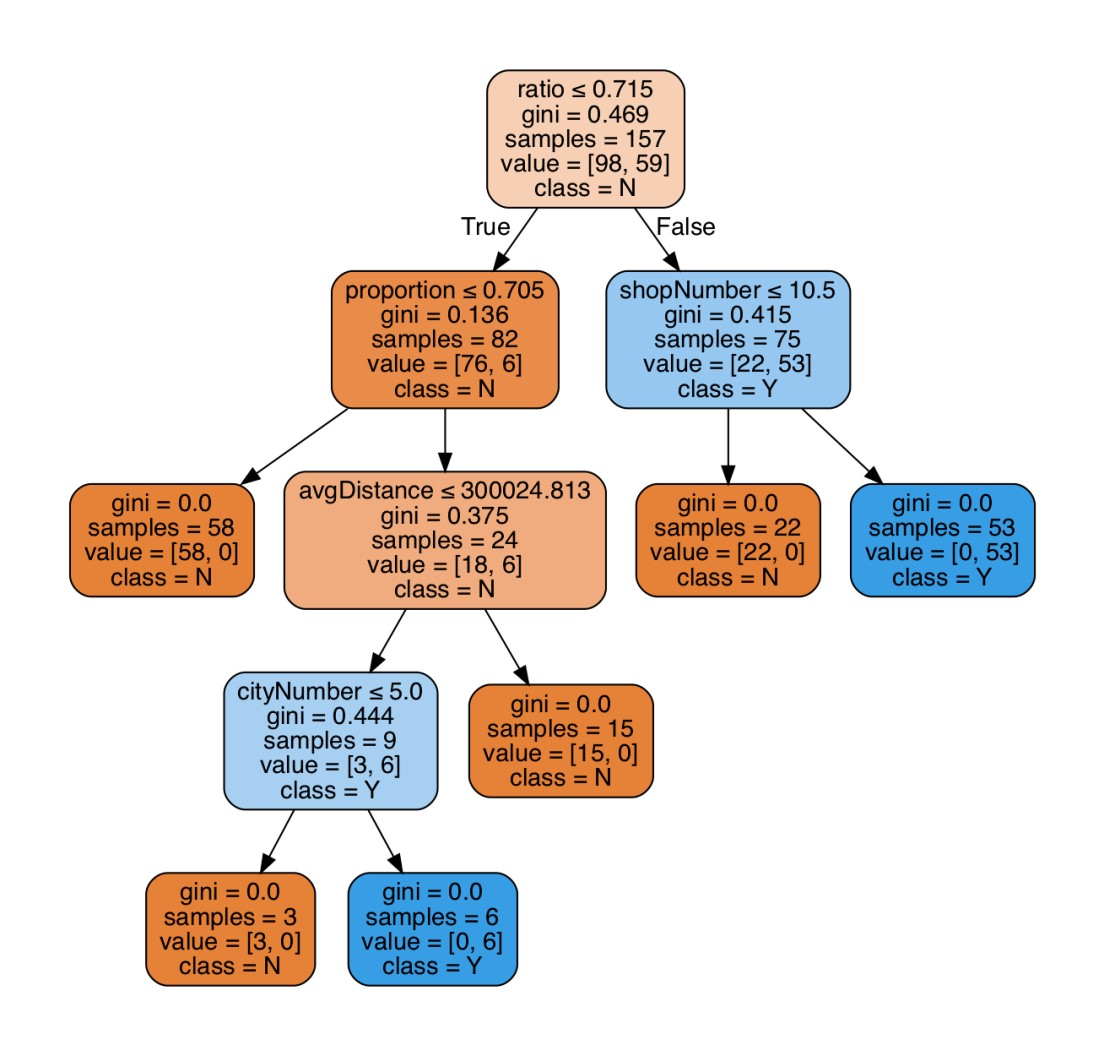 ratio ≤ 0.715
gini = 0.469
samples = 157
value = [98, 59]
class = N
True
False
proportion ≤ 0.705
gini = 0.136
samples = 82
value = [76, 6]
class = N
shopNumber ≤ 10.5
gini = 0.415
samples = 75
value = [22, 53]
class = Y
gini = 0.0
samples = 58
value = [58, 0]
class = N
avgDistance ≤ 300024.813
gini = 0.375
samples = 24
value = [18, 6]
class = N
gini = 0.0
samples = 22
value = [22, 0]
class = N
gini = 0.0
samples = 53
value = [0, 53]
class = Y
cityNumber ≤ 5.0
gini = 0.444
samples = 9
value = [3, 6]
class = Y
gini = 0.0
samples = 15
value = [15, 0]
class = N
gini = 0.0
samples = 3
value = [3, 0]
class = N
gini = 0.0
samples = 6
value = [0, 6]
class = Y